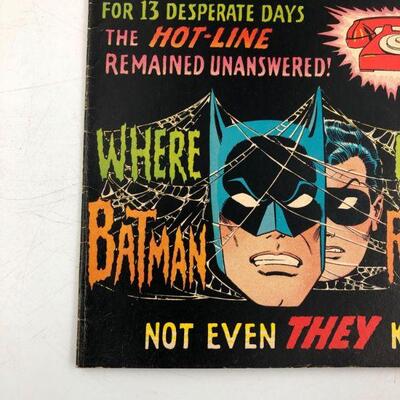 FOR 13 DESPERATE DAYS
THE HOT-LINE
REMAINED UNANSWERED!
WHERE
BATMAN
NOT EVEN THEY K